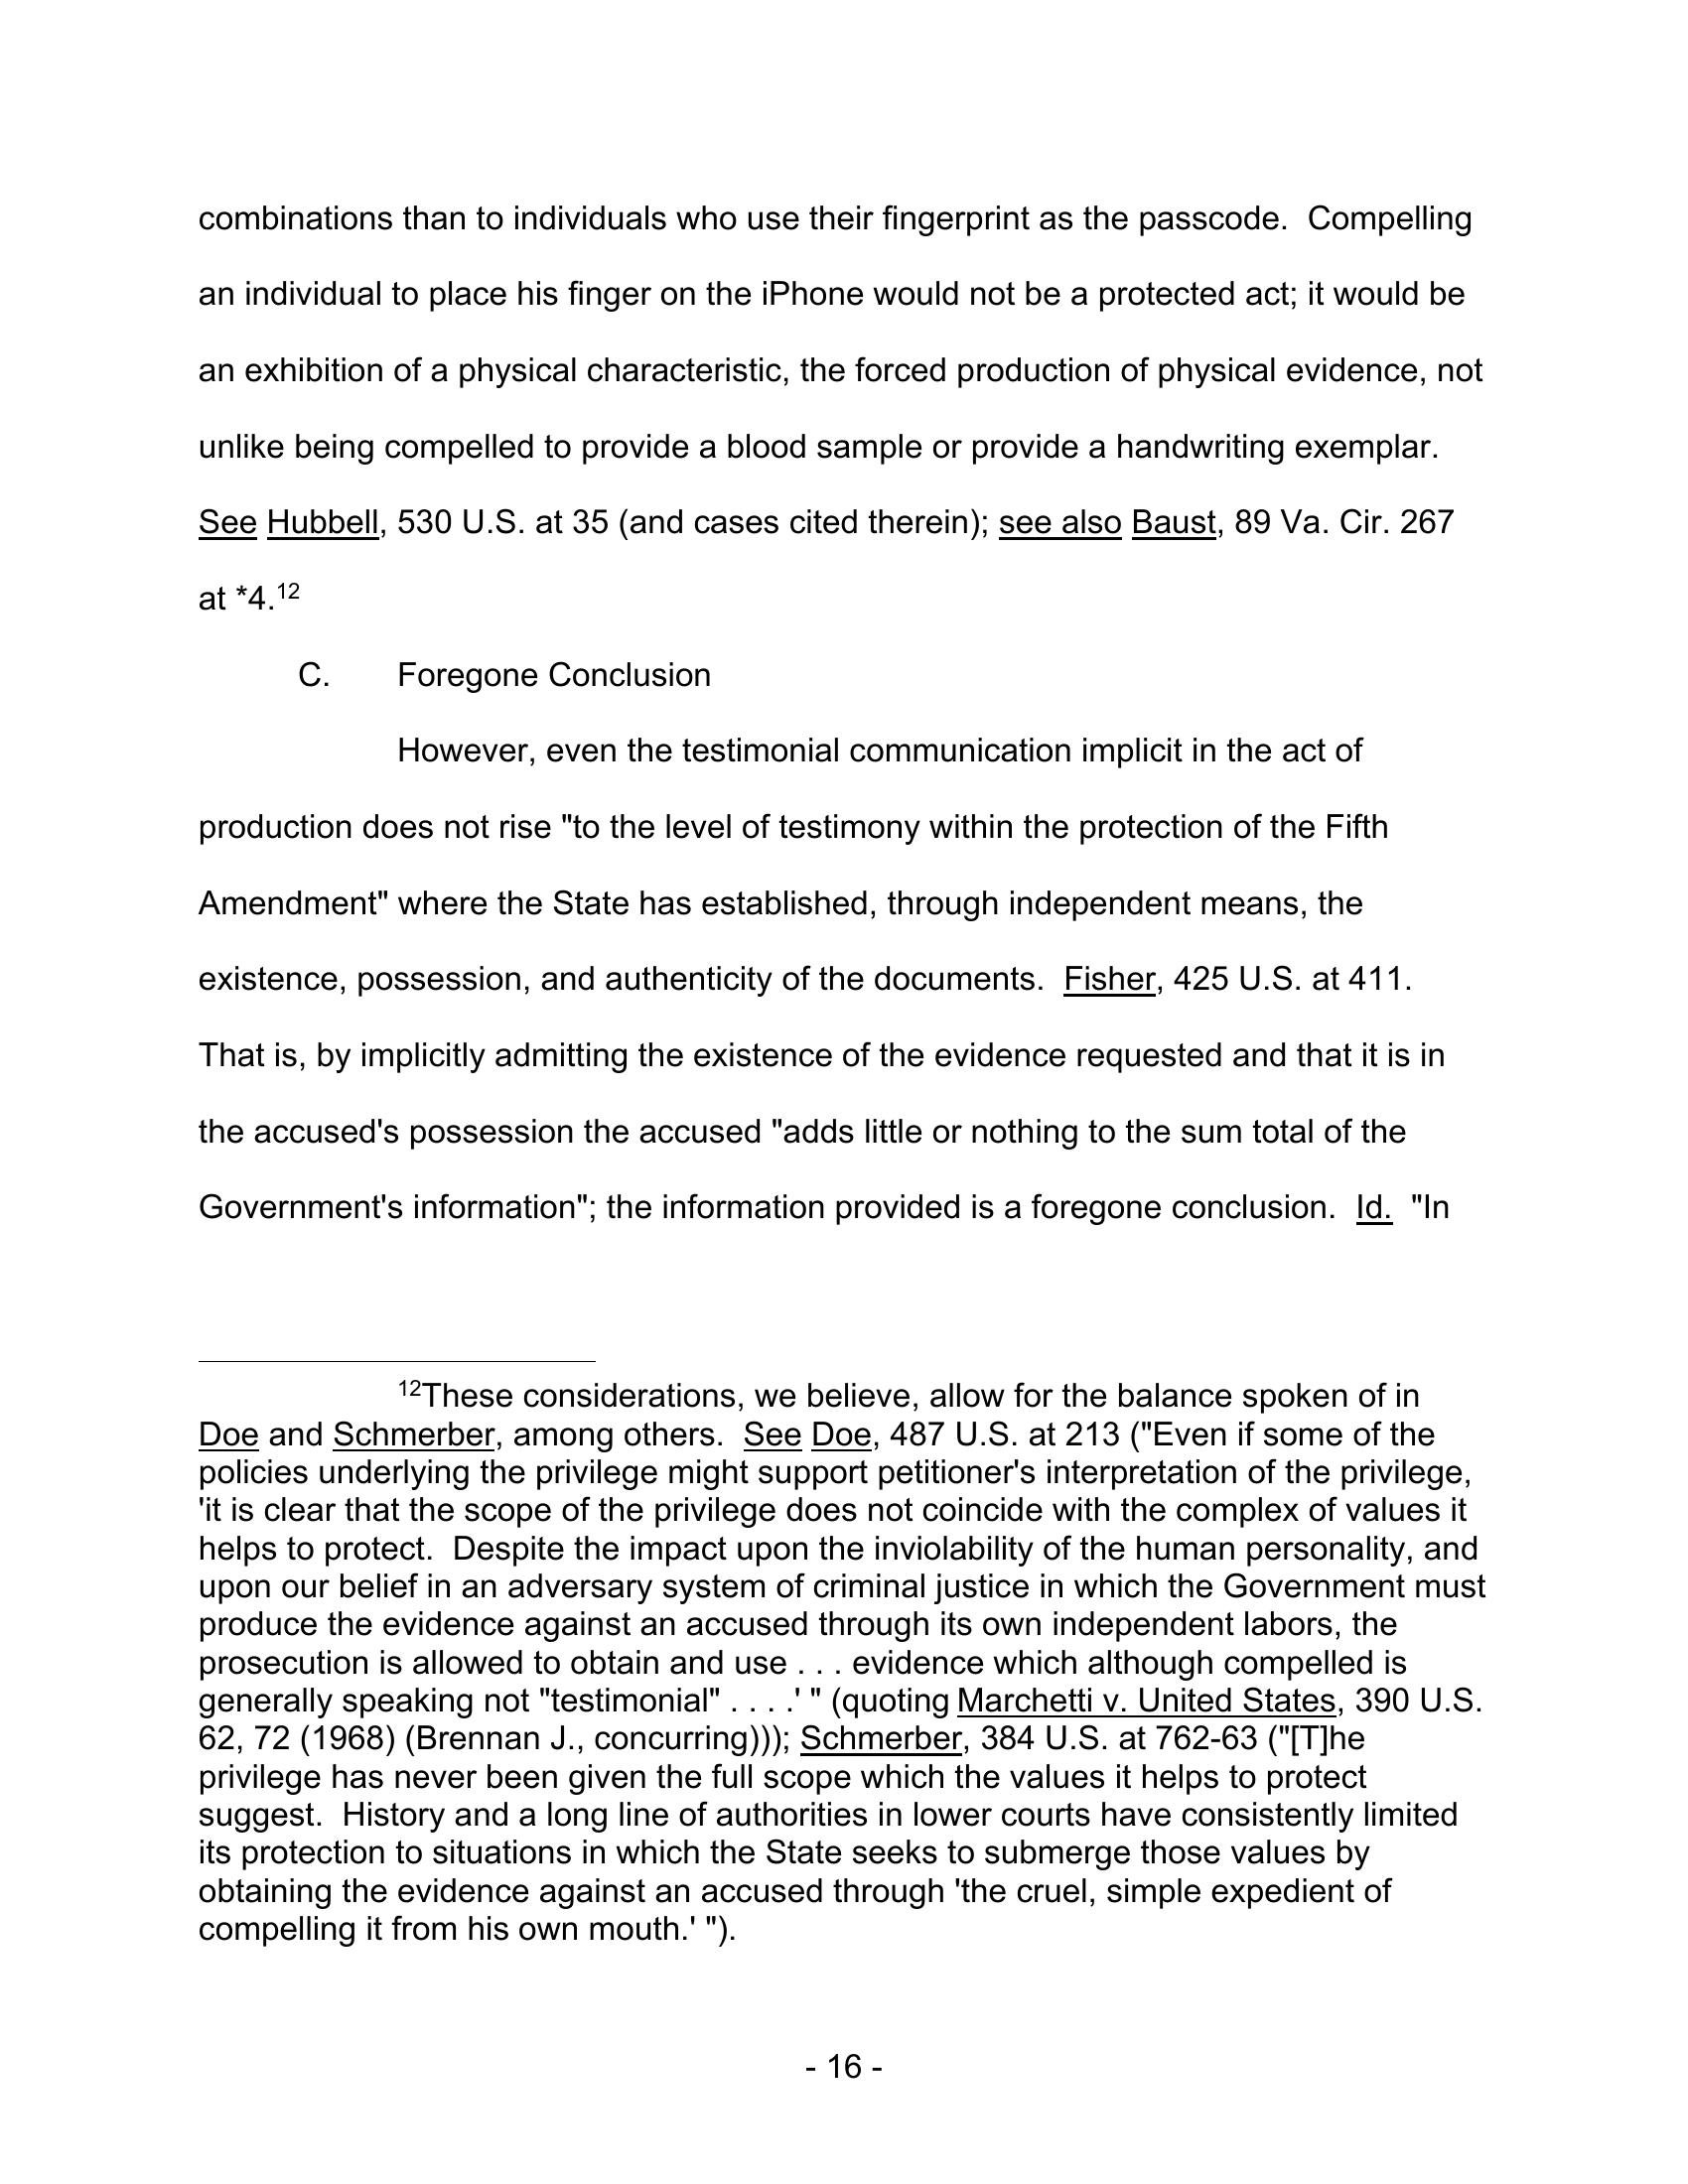 combinations than to individuals who use their fingerprint as the passcode.  Compelling
an individual to place his finger on the iPhone would not be a protected act; it would be
an exhibition of a physical characteristic, the forced production of physical evidence, not
unlike being compelled to provide a blood sample or provide a handwriting exemplar.
See Hubbell, 530 U.S. at 35 (and cases cited therein); see also Baust, 89 Va. Cir. 267
at *4.12
C. Foregone Conclusion
However, even the testimonial communication implicit in the act of
production does not rise "to the level of testimony within the protection of the Fifth
Amendment" where the State has established, through independent means, the
existence, possession, and authenticity of the documents.  Fisher, 425 U.S. at 411.
That is, by implicitly admitting the existence of the evidence requested and that it is in
the accused's possession the accused "adds little or nothing to the sum total of the
Government's information"; the information provided is a foregone conclusion.  Id.  "In
12These considerations, we believe, allow for the balance spoken of in
Doe and Schmerber, among others.  See Doe, 487 U.S. at 213 ("Even if some of the
policies underlying the privilege might support petitioner's interpretation of the privilege,
'it is clear that the scope of the privilege does not coincide with the complex of values it
helps to protect.  Despite the impact upon the inviolability of the human personality, and
upon our belief in an adversary system of criminal justice in which the Government must
produce the evidence against an accused through its own independent labors, the
prosecution is allowed to obtain and use . . . evidence which although compelled is
generally speaking not "testimonial" . . . .' " (quoting Marchetti v. United States, 390 U.S.
62, 72 (1968) (Brennan J., concurring))); Schmerber, 384 U.S. at 762-63 ("[T]he
privilege has never been given the full scope which the values it helps to protect
suggest.  History and a long line of authorities in lower courts have consistently limited
its protection to situations in which the State seeks to submerge those values by
obtaining the evidence against an accused through 'the cruel, simple expedient of
compelling it from his own mouth.' ").
- 16 -